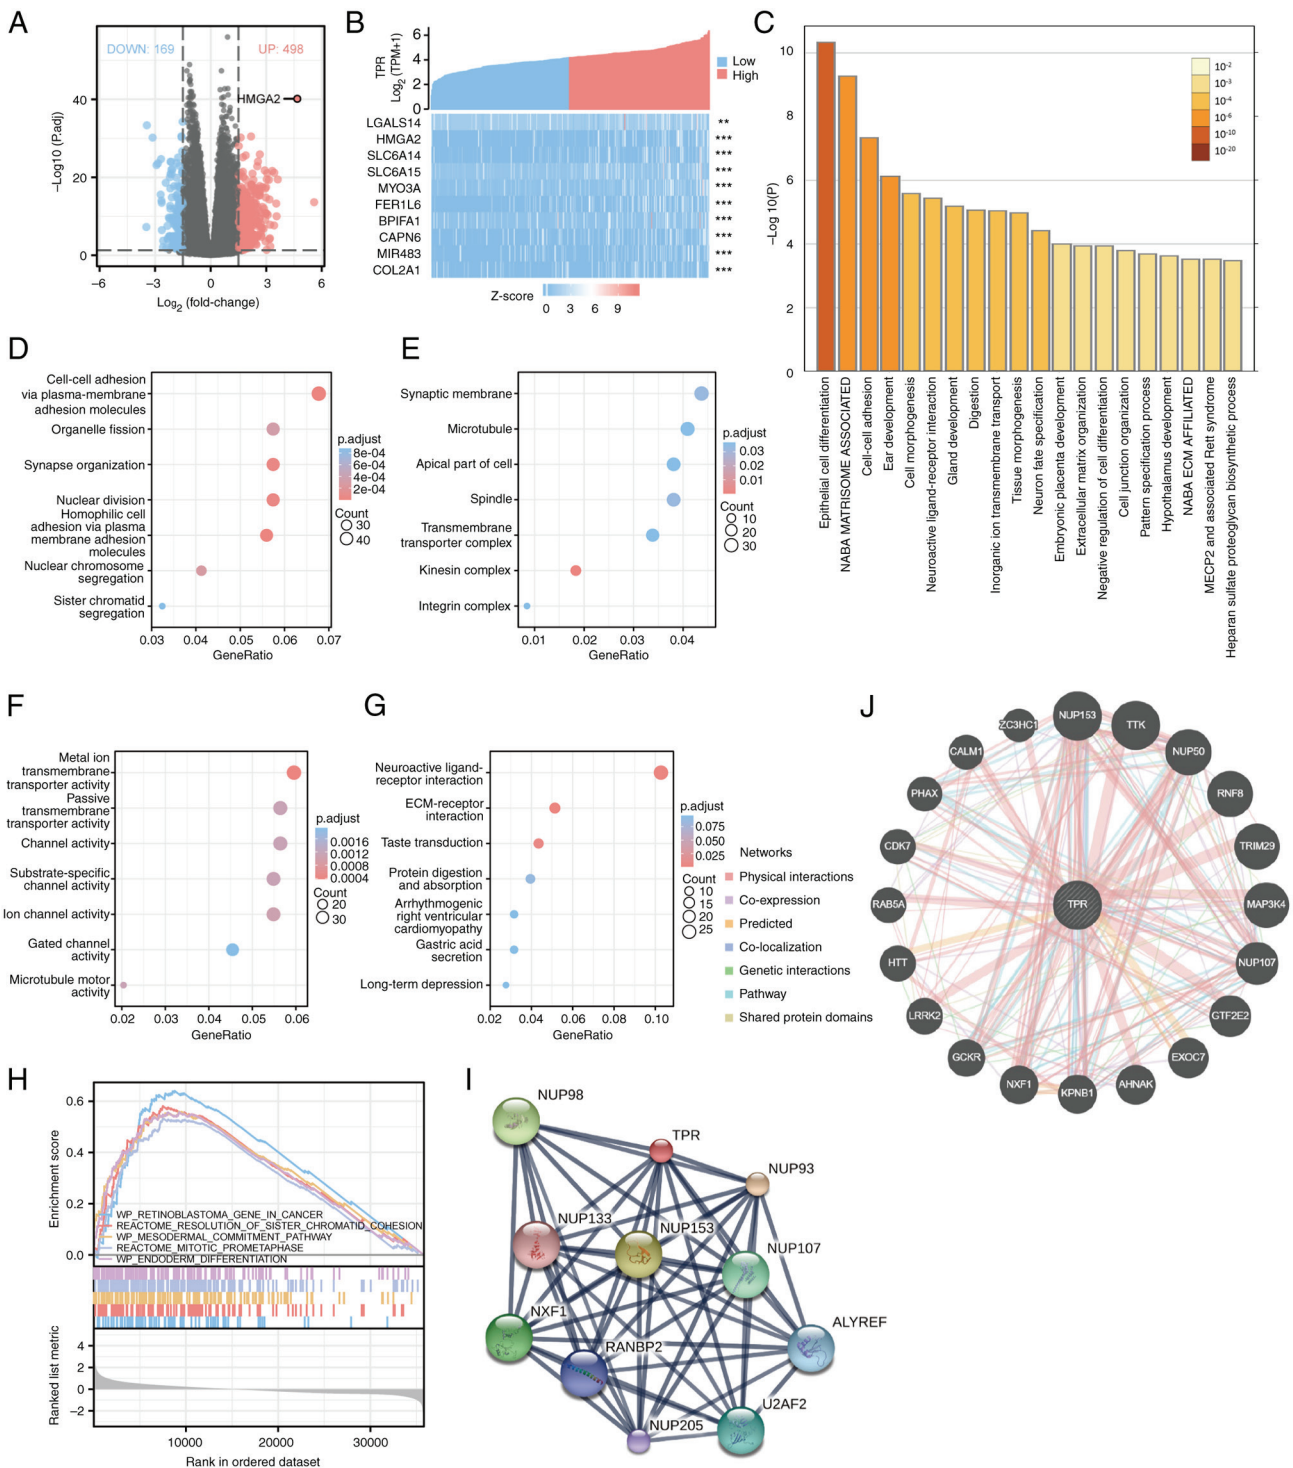 A
DOWN: 169
UP: 498
HMGA2
−Log10 (P.adj)
40
20
0
−6
−3
0
3
6
Log2 (fold-change)
B
TPR
Log2 (TPM+1)
6
4
2
0
Low
High
LGALS14 **
HMGA2 ***
SLC6A14 ***
SLC6A15 ***
MYO3A ***
FER1L6 ***
BPIFA1 ***
CAPN6 ***
MIR483 ***
COL2A1 ***
Z-score
0
3
6
9
C
−Log 10(P)
10
8
6
4
2
0
10-2
10-3
10-4
10-6
10-10
10-20
Epithelial cell differentiation
NABA MATRISOME ASSOCIATED
Cell-cell adhesion
Ear development
Cell morphogenesis
Neuroactive ligand-receptor interaction
Gland development
Digestion
Inorganic ion transmembrane transport
Tissue morphogenesis
Neuron fate specification
Embryonic placenta development
Extracellular matrix organization
Negative regulation of cell differentiation
Cell junction organization
Pattern specification process
Hypothalamus development
NABA ECM AFFILIATED
MECP2 and associated Rett syndrome
Heparan sulfate proteoglycan biosynthetic process
D
Cell-cell adhesion
via plasma-membrane
adhesion molecules
Organelle fission
Synapse organization
Nuclear division
Homophilic cell
adhesion via plasma
membrane adhesion
molecules
Nuclear chromosome
segregation
Sister chromatid
segregation
0.03
0.04
0.05
0.06
0.07
GeneRatio
p.adjust
8e-04
6e-04
4e-04
2e-04
Count
30
40
E
Synaptic membrane
Microtubule
Apical part of cell
Spindle
Transmembrane
transporter complex
Kinesin complex
Integrin complex
0.01
0.02
0.03
0.04
GeneRatio
p.adjust
0.03
0.02
0.01
Count
10
20
30
F
Metal ion
transmembrane
transporter activity
Passive
transmembrane
transporter activity
Channel activity
Substrate-specific
channel activity
Ion channel activity
Gated channel
activity
Microtubule motor
activity
0.02
0.03
0.04
0.05
0.06
GeneRatio
p.adjust
0.0016
0.0012
0.0008
0.0004
Count
20
30
G
Neuroactive ligand-
receptor interaction
ECM-receptor
interaction
Taste transduction
Protein digestion
and absorption
Arrhythmogenic
right ventricular
cardiomyopathy
Gastric acid
secretion
Long-term depression
0.02
0.04
0.06
0.08
0.10
GeneRatio
p.adjust
0.075
0.050
0.025
Count
10
15
20
25
J
Networks
Physical interactions
Co-expression
Predicted
Co-localization
Genetic interactions
Pathway
Shared protein domains
NUP153
TTK
NUP50
RNF8
TRIM29
MAP3K4
NUP107
GTF2E2
EXOC7
AHNAK
KPNB1
NXF1
GCKR
LRRK2
HTT
RAB5A
CDK7
PHAX
CALM1
ZC3HC1
TPR
H
Enrichment score
0.6
0.4
0.2
0.0
WP_RETINOBLASTOMA_GENE_IN_CANCER
REACTOME_RESOLUTION_OF_SISTER_CHROMATID_COHESION
WP_MESODERMAL_COMMITMENT_PATHWAY
REACTOME_MITOTIC_PROMETAPHASE
WP_ENDODERM_DIFFERENTIATION
Ranked list metric
4
2
0
−2
10000
20000
30000
Rank in ordered dataset
I
NUP98
TPR
NUP93
NUP133
NUP153
NUP107
NXF1
RANBP2
ALYREF
U2AF2
NUP205